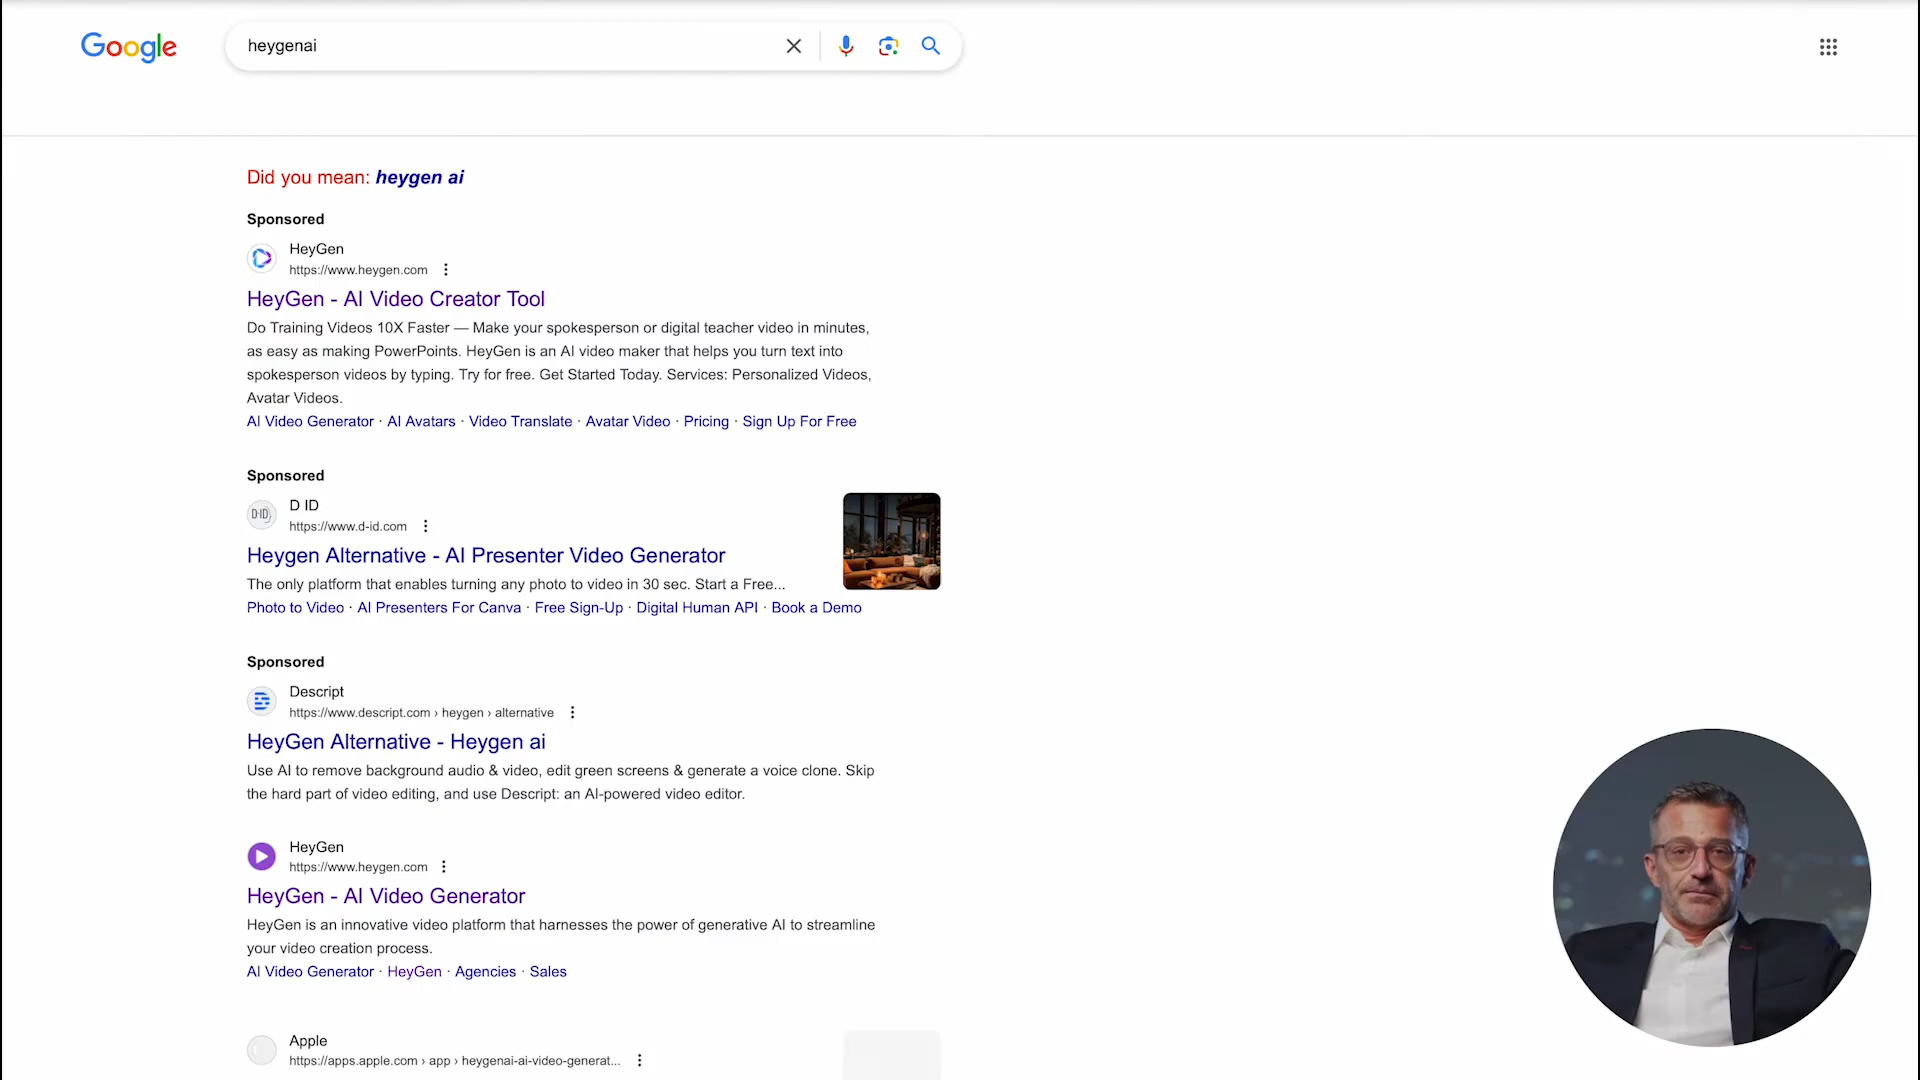 Google
heygenai
Did you mean: heygen ai
Sponsored
HeyGen
https://www.heygen.com
HeyGen - AI Video Creator Tool
Do Training Videos 10X Faster — Make your spokesperson or digital teacher video in minutes,
as easy as making PowerPoints. HeyGen is an AI video maker that helps you turn text into
spokesperson videos by typing. Try for free. Get Started Today. Services: Personalized Videos,
Avatar Videos.
AI Video Generator · AI Avatars · Video Translate · Avatar Video · Pricing · Sign Up For Free
Sponsored
D-ID
D ID
https://www.d-id.com
Heygen Alternative - AI Presenter Video Generator
The only platform that enables turning any photo to video in 30 sec. Start a Free...
Photo to Video · AI Presenters For Canva · Free Sign-Up · Digital Human API · Book a Demo
Sponsored
Descript
https://www.descript.com › heygen › alternative
HeyGen Alternative - Heygen ai
Use AI to remove background audio & video, edit green screens & generate a voice clone. Skip
the hard part of video editing, and use Descript: an AI-powered video editor.
HeyGen
https://www.heygen.com
HeyGen - AI Video Generator
HeyGen is an innovative video platform that harnesses the power of generative AI to streamline
your video creation process.
AI Video Generator · HeyGen · Agencies · Sales
Apple
https://apps.apple.com › app › heygenai-ai-video-generat...